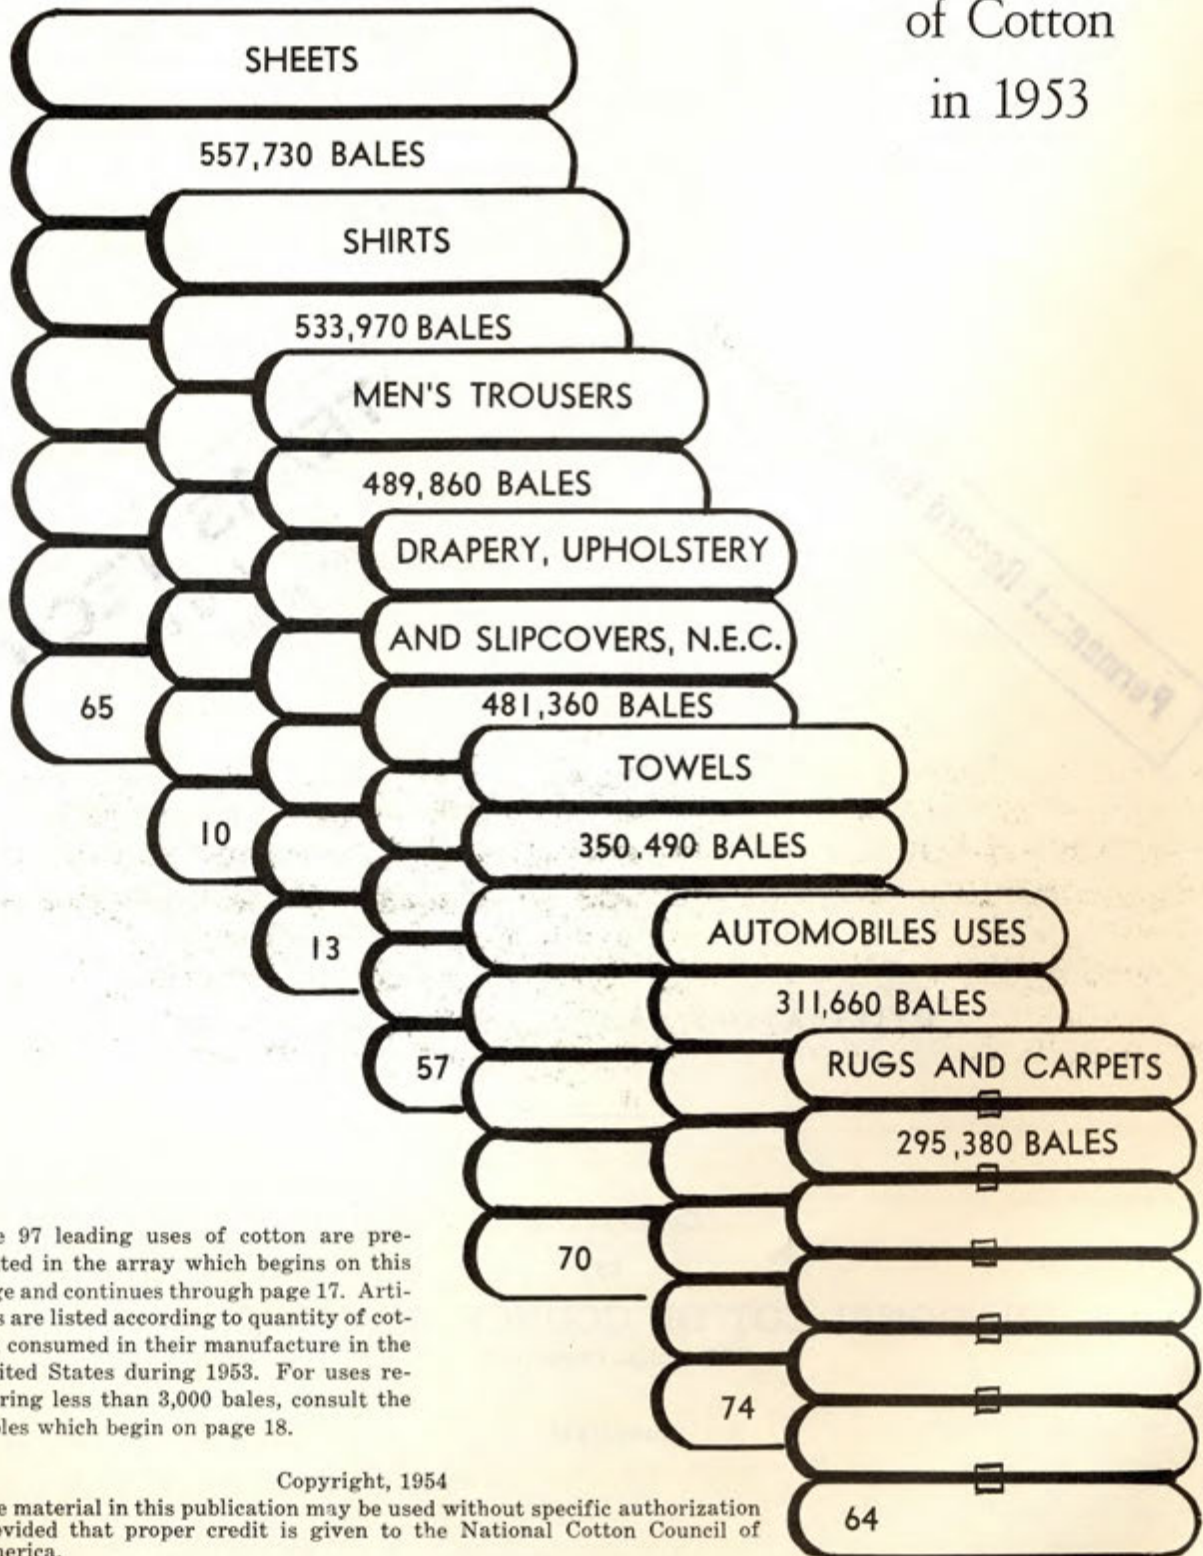 of Cotton
in 1953
SHEETS
557,730 BALES
SHIRTS
533,970 BALES
MEN'S TROUSERS
489,860 BALES
DRAPERY, UPHOLSTERY
AND SLIPCOVERS, N.E.C.
481,360 BALES
65
TOWELS
350,490 BALES
10
AUTOMOBILES USES
311,660 BALES
13
RUGS AND CARPETS
295,380 BALES
57
70
74
64
e 97 leading uses of cotton are pre-
ted in the array which begins on this
ge and continues through page 17. Arti-
s are listed according to quantity of cot-
consumed in their manufacture in the
ited States during 1953. For uses re-
ring less than 3,000 bales, consult the
les which begin on page 18.
Copyright, 1954
e material in this publication may be used without specific authorization
ovided that proper credit is given to the National Cotton Council of
erica.